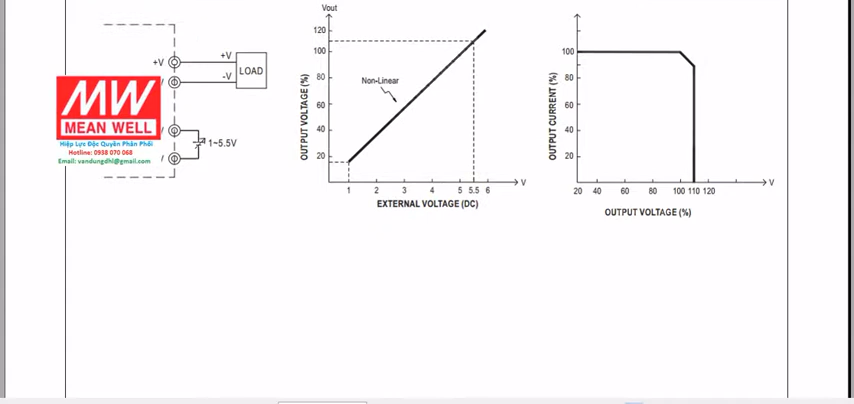 +V
+V
-V
LOAD
MW
MEAN WELL
Hiệp Lực Độc Quyền Phân Phối
Hotline: 0938 070 068
Email: vandungdhl@gmail.com
1~5.5V
Vout
OUTPUT VOLTAGE (%)
120
100
80
60
40
20
Non-Linear
1 2 3 4 5 5.5 6
V
EXTERNAL VOLTAGE (DC)
OUTPUT CURRENT (%)
100
80
60
40
20
20 40 60 80 100 110 120
V
OUTPUT VOLTAGE (%)